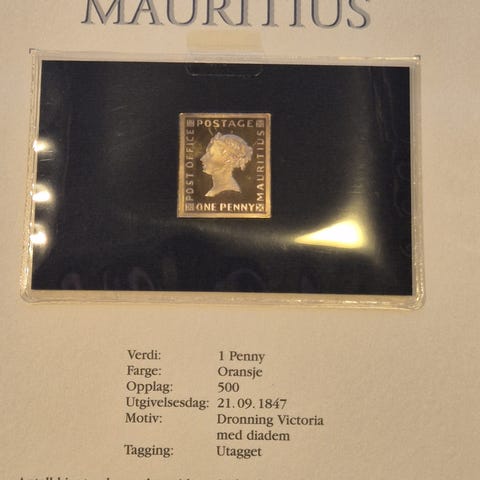 MAURITIUS
POSTAGE
POST OFFICE
MAURITIUS
ONE PENNY
Verdi: 1 Penny
Farge: Oransje
Opplag: 500
Utgivelsesdag: 21. 09. 1847
Motiv: Dronning Victoria
med diadem
Tagging: Utagget